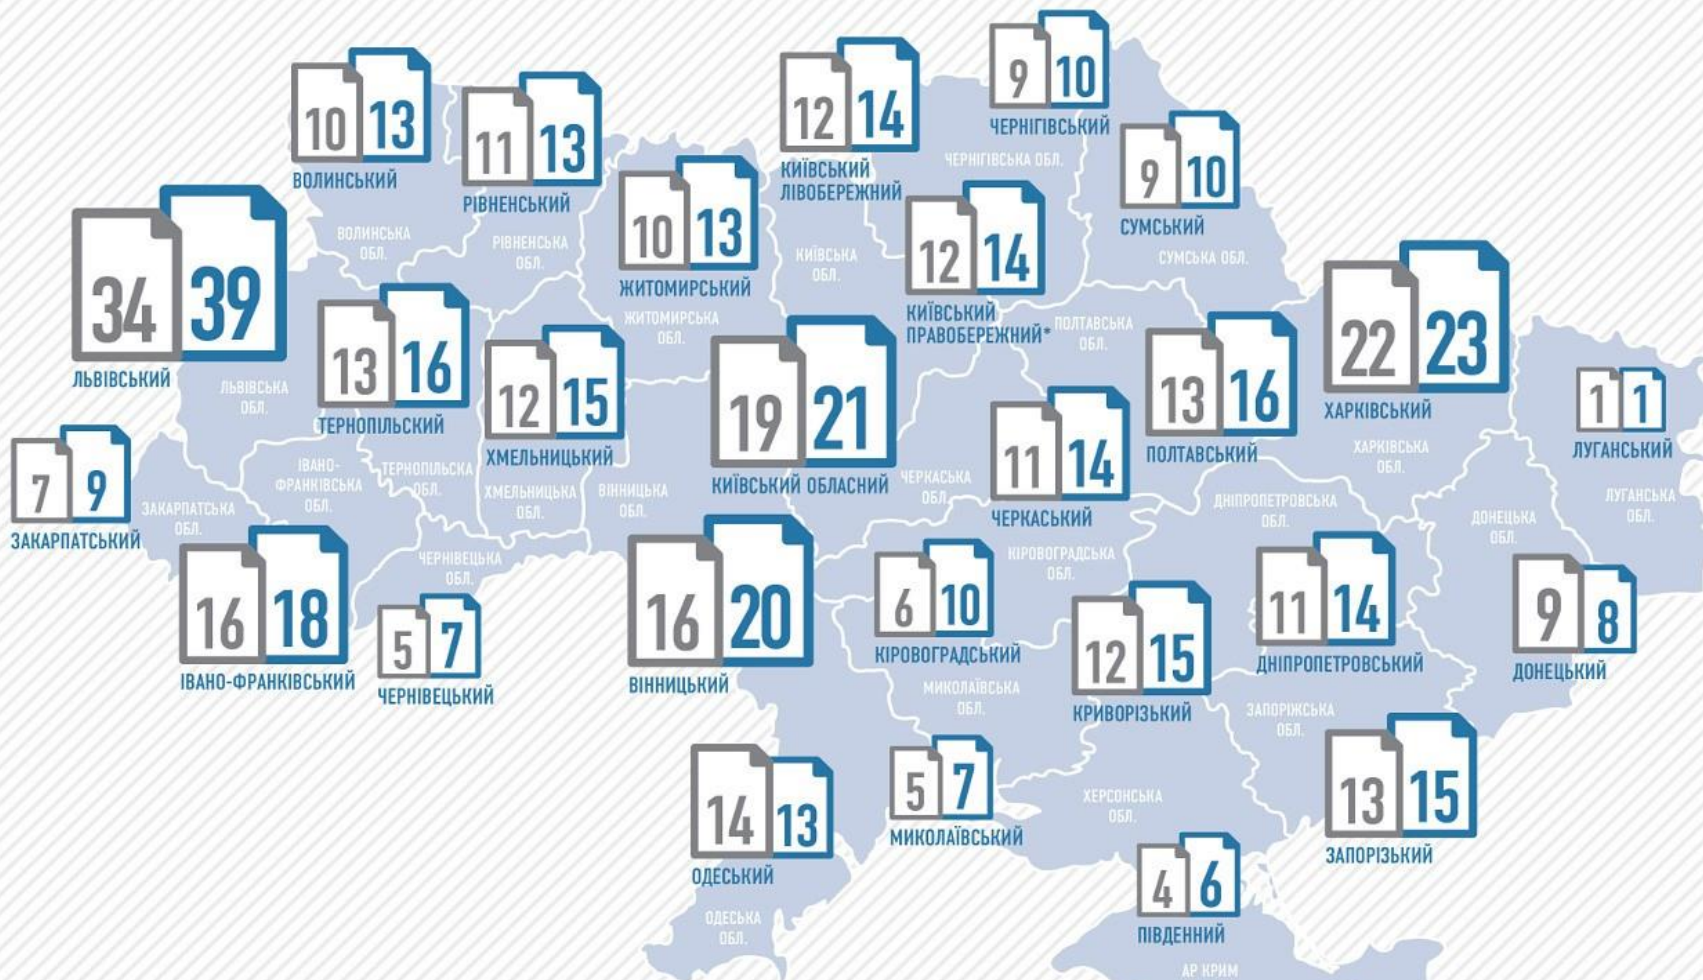 9
10
ЧЕРНІГІВСЬКИЙ
10
13
ВОЛИНСЬКИЙ
11
13
РІВНЕНСЬКИЙ
12
14
КИЇВСЬКИЙ
ЛІВОБЕРЕЖНИЙ
ЧЕРНІГІВСЬКА ОБЛ.
9
10
СУМСЬКИЙ
СУМСЬКА ОБЛ.
34
39
ЛЬВІВСЬКИЙ
ВОЛИНСЬКА
ОБЛ.
РІВНЕНСЬКА
ОБЛ.
10
13
ЖИТОМИРСЬКИЙ
ЖИТОМИРСЬКА
ОБЛ.
КИЇВСЬКА
ОБЛ.
12
14
КИЇВСЬКИЙ
ПРАВОБЕРЕЖНИЙ*
ПОЛТАВСЬКА
ОБЛ.
22
23
ХАРКІВСЬКИЙ
ХАРКІВСЬКА
ОБЛ.
ЛЬВІВСЬКА
ОБЛ.
13
16
ТЕРНОПІЛЬСКИЙ
12
15
ХМЕЛЬНИЦЬКИЙ
19
21
КИЇВСЬКИЙ ОБЛАСНИЙ
13
16
ПОЛТАВСЬКИЙ
1
1
ЛУГАНСЬКИЙ
ЛУГАНСЬКА
ОБЛ.
7
9
ЗАКАРПАТСЬКИЙ
ЗАКАРПАТСЬКА
ОБЛ.
ІВАНО-
ФРАНКІВСЬКА
ОБЛ.
ТЕРНОПІЛЬСКА
ОБЛ.
ХМЕЛЬНИЦЬКА
ОБЛ.
ВІННИЦЬКА
ОБЛ.
ЧЕРКАСЬКА
ОБЛ.
11
14
ЧЕРКАСЬКИЙ
ДНІПРОПЕТРОВСЬКА
ОБЛ.
ДОНЕЦЬКА
ОБЛ.
16
18
ІВАНО-ФРАНКІВСЬКИЙ
ЧЕРНІВЕЦЬКА
ОБЛ.
5
7
ЧЕРНІВЕЦЬКИЙ
16
20
ВІННИЦЬКИЙ
6
10
КІРОВОГРАДСЬКИЙ
КІРОВОГРАДСЬКА
ОБЛ.
12
15
КРИВОРІЗЬКИЙ
11
14
ДНІПРОПЕТРОВСЬКИЙ
9
8
ДОНЕЦЬКИЙ
МИКОЛАЇВСЬКА
ОБЛ.
ЗАПОРІЖСЬКА
ОБЛ.
14
13
ОДЕСЬКИЙ
5
7
МИКОЛАЇВСЬКИЙ
ХЕРСОНСЬКА
ОБЛ.
13
15
ЗАПОРІЗЬКИЙ
ОДЕСЬКА
ОБЛ.
4
6
ПІВДЕННИЙ
АР КРИМ